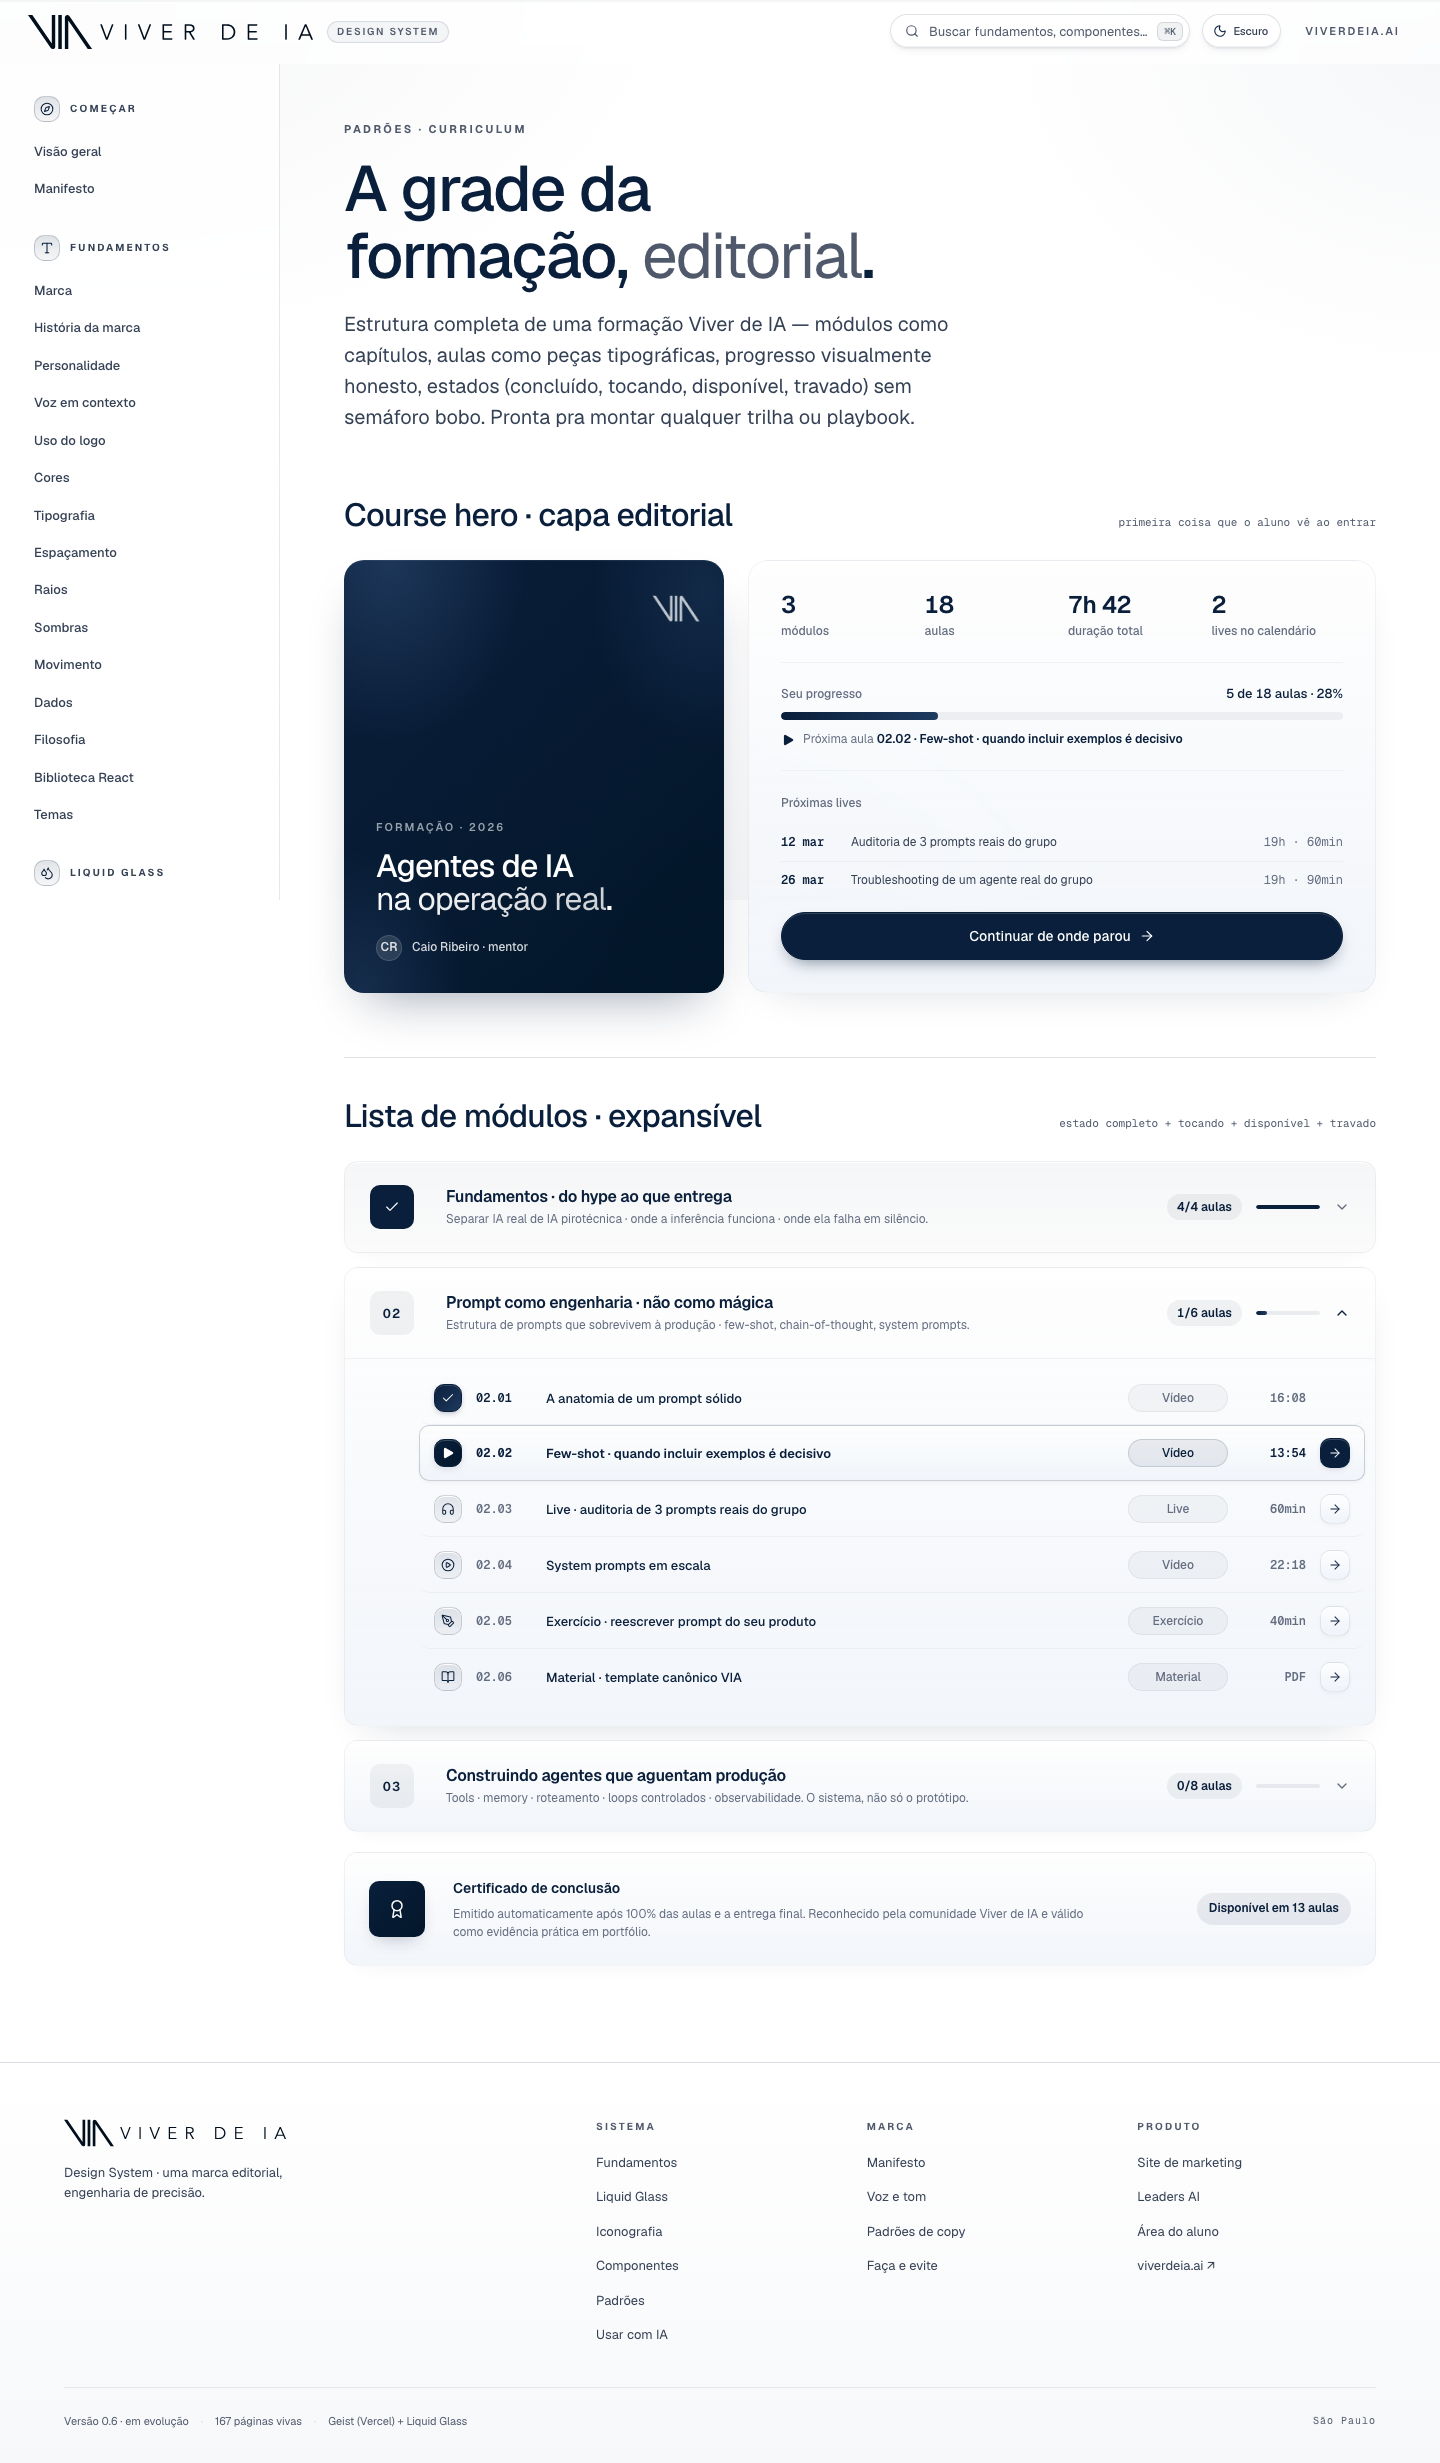 VIVER DE IA
DESIGN SYSTEM
Buscar fundamentos, componentes...
⌘K
Escuro
VIVERDEIA.AI
COMEÇAR
Visão geral
Manifesto
FUNDAMENTOS
Marca
História da marca
Personalidade
Voz em contexto
Uso do logo
Cores
Tipografia
Espaçamento
Raios
Sombras
Movimento
Dados
Filosofia
Biblioteca React
Temas
LIQUID GLASS
PADRÕES · CURRICULUM
A grade da
formação, editorial.
Estrutura completa de uma formação Viver de IA — módulos como
capítulos, aulas como peças tipográficas, progresso visualmente
honesto, estados (concluído, tocando, disponível, travado) sem
semáforo bobo. Pronta pra montar qualquer trilha ou playbook.
Course hero · capa editorial
primeira coisa que o aluno vê ao entrar
VIA
FORMAÇÃO · 2026
Agentes de IA
na operação real.
CR Caio Ribeiro · mentor
3 18 7h 42 2
módulos aulas duração total lives no calendário
Seu progresso 5 de 18 aulas · 28%
Próxima aula 02.02 · Few-shot · quando incluir exemplos é decisivo
Próximas lives
12 mar Auditoria de 3 prompts reais do grupo 19h · 60min
26 mar Troubleshooting de um agente real do grupo 19h · 90min
Continuar de onde parou →
Lista de módulos · expansível
estado completo + tocando + disponível + travado
Fundamentos · do hype ao que entrega
Separar IA real de IA pirotécnica · onde a inferência funciona · onde ela falha em silêncio.
4/4 aulas
02
Prompt como engenharia · não como mágica
Estrutura de prompts que sobrevivem à produção · few-shot, chain-of-thought, system prompts.
1/6 aulas
02.01 A anatomia de um prompt sólido Vídeo 16:08
02.02 Few-shot · quando incluir exemplos é decisivo Vídeo 13:54
02.03 Live · auditoria de 3 prompts reais do grupo Live 60min
02.04 System prompts em escala Vídeo 22:18
02.05 Exercício · reescrever prompt do seu produto Exercício 40min
02.06 Material · template canônico VIA Material PDF
03
Construindo agentes que aguentam produção
Tools · memory · roteamento · loops controlados · observabilidade. O sistema, não só o protótipo.
0/8 aulas
Certificado de conclusão
Emitido automaticamente após 100% das aulas e a entrega final. Reconhecido pela comunidade Viver de IA e válido
como evidência prática em portfólio.
Disponível em 13 aulas
VIVER DE IA
Design System · uma marca editorial,
engenharia de precisão.
SISTEMA
Fundamentos
Liquid Glass
Iconografia
Componentes
Padrões
Usar com IA
MARCA
Manifesto
Voz e tom
Padrões de copy
Faça e evite
PRODUTO
Site de marketing
Leaders AI
Área do aluno
viverdeia.ai ↗
Versão 0.6 · em evolução · 167 páginas vivas · Geist (Vercel) + Liquid Glass
São Paulo